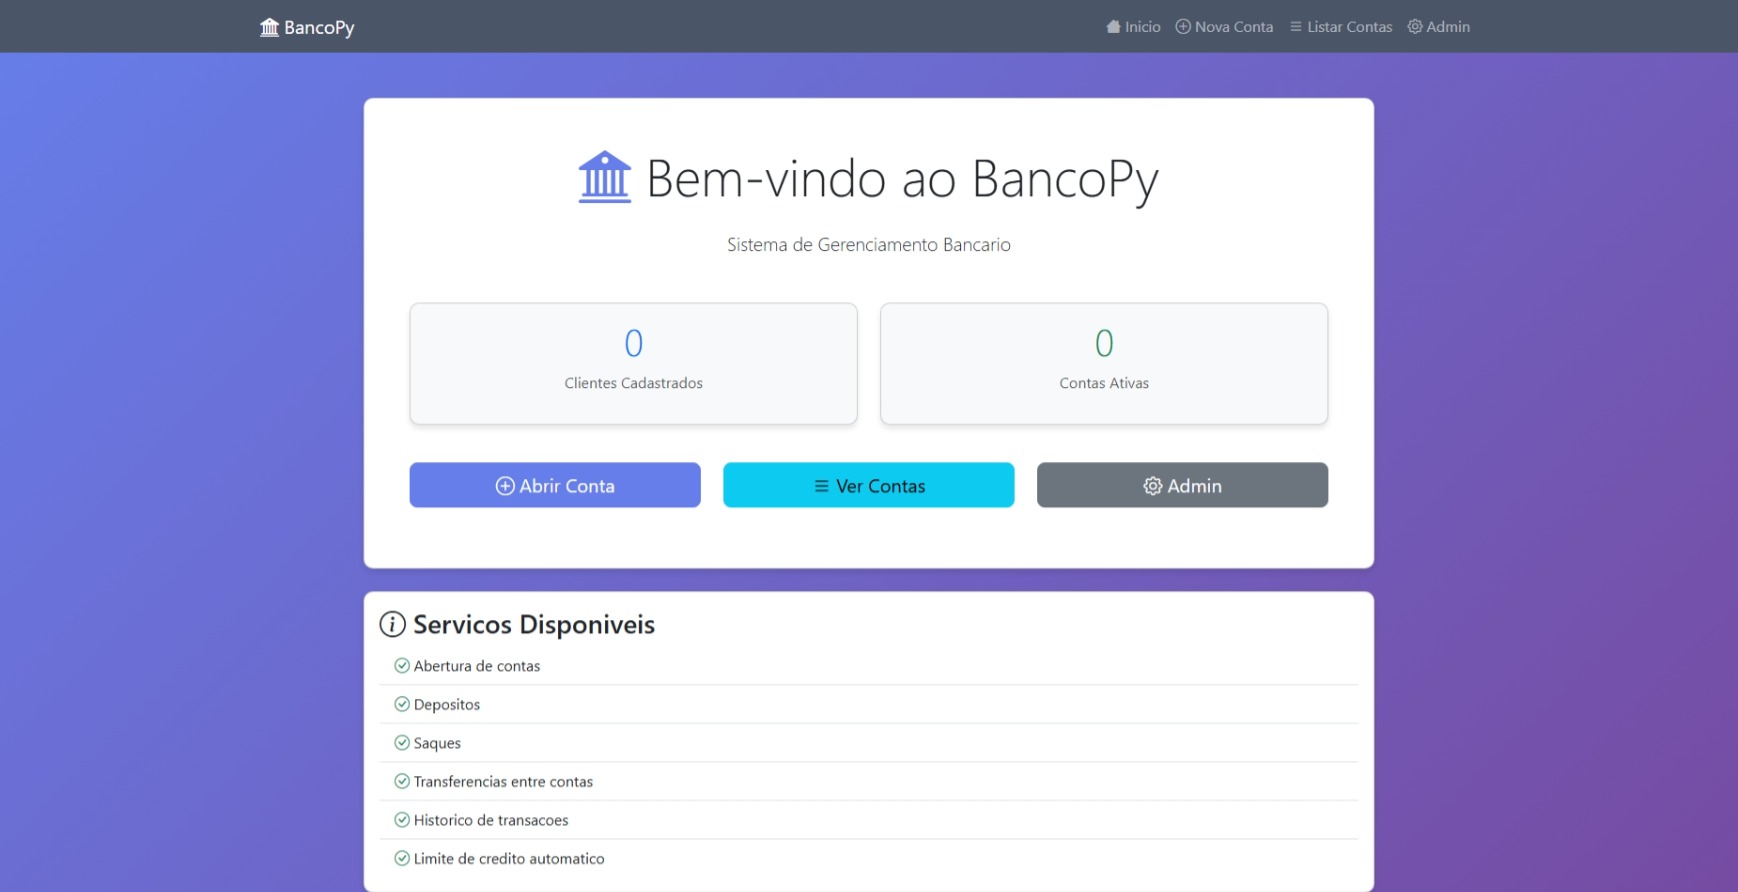 BancoPy
Inicio Nova Conta Listar Contas Admin
Bem-vindo ao BancoPy
Sistema de Gerenciamento Bancario
0
Clientes Cadastrados
0
Contas Ativas
Abrir Conta
Ver Contas
Admin
Servicos Disponiveis
Abertura de contas
Depositos
Saques
Transferencias entre contas
Historico de transacoes
Limite de credito automatico